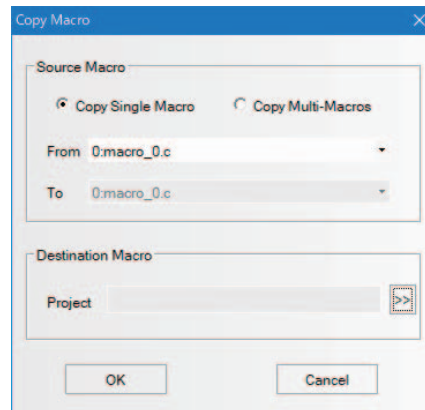 Copy Macro
Source Macro
Copy Single Macro Copy Multi-Macros
From 0:macro_0.c
To 0:macro_0.c
Destination Macro
Project >>
OK Cancel